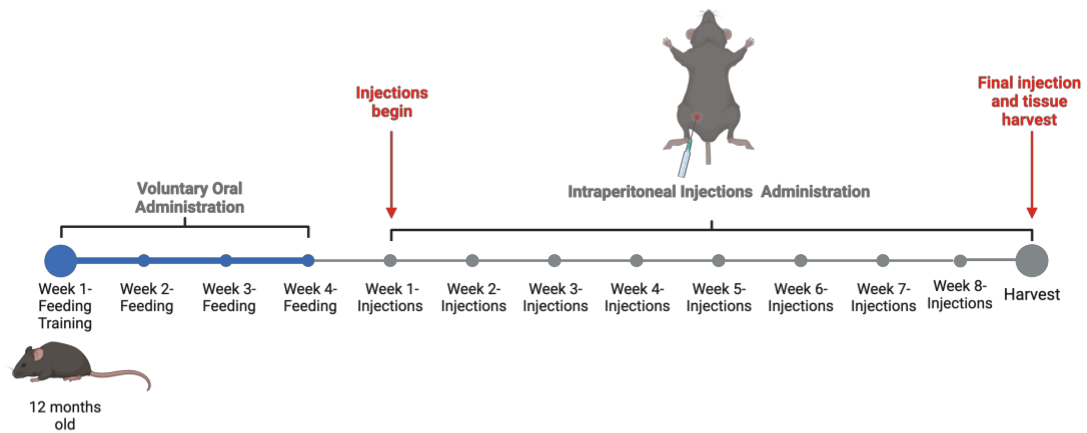 Injections
begin
Final injection
and tissue
harvest
Voluntary Oral
Administration
Intraperitoneal Injections Administration
Week 1-
Feeding
Training
Week 2-
Feeding
Week 3-
Feeding
Week 4-
Feeding
Week 1-
Injections
Week 2-
Injections
Week 3-
Injections
Week 4-
Injections
Week 5-
Injections
Week 6-
Injections
Week 7-
Injections
Week 8-
Injections
Harvest
12 months
old